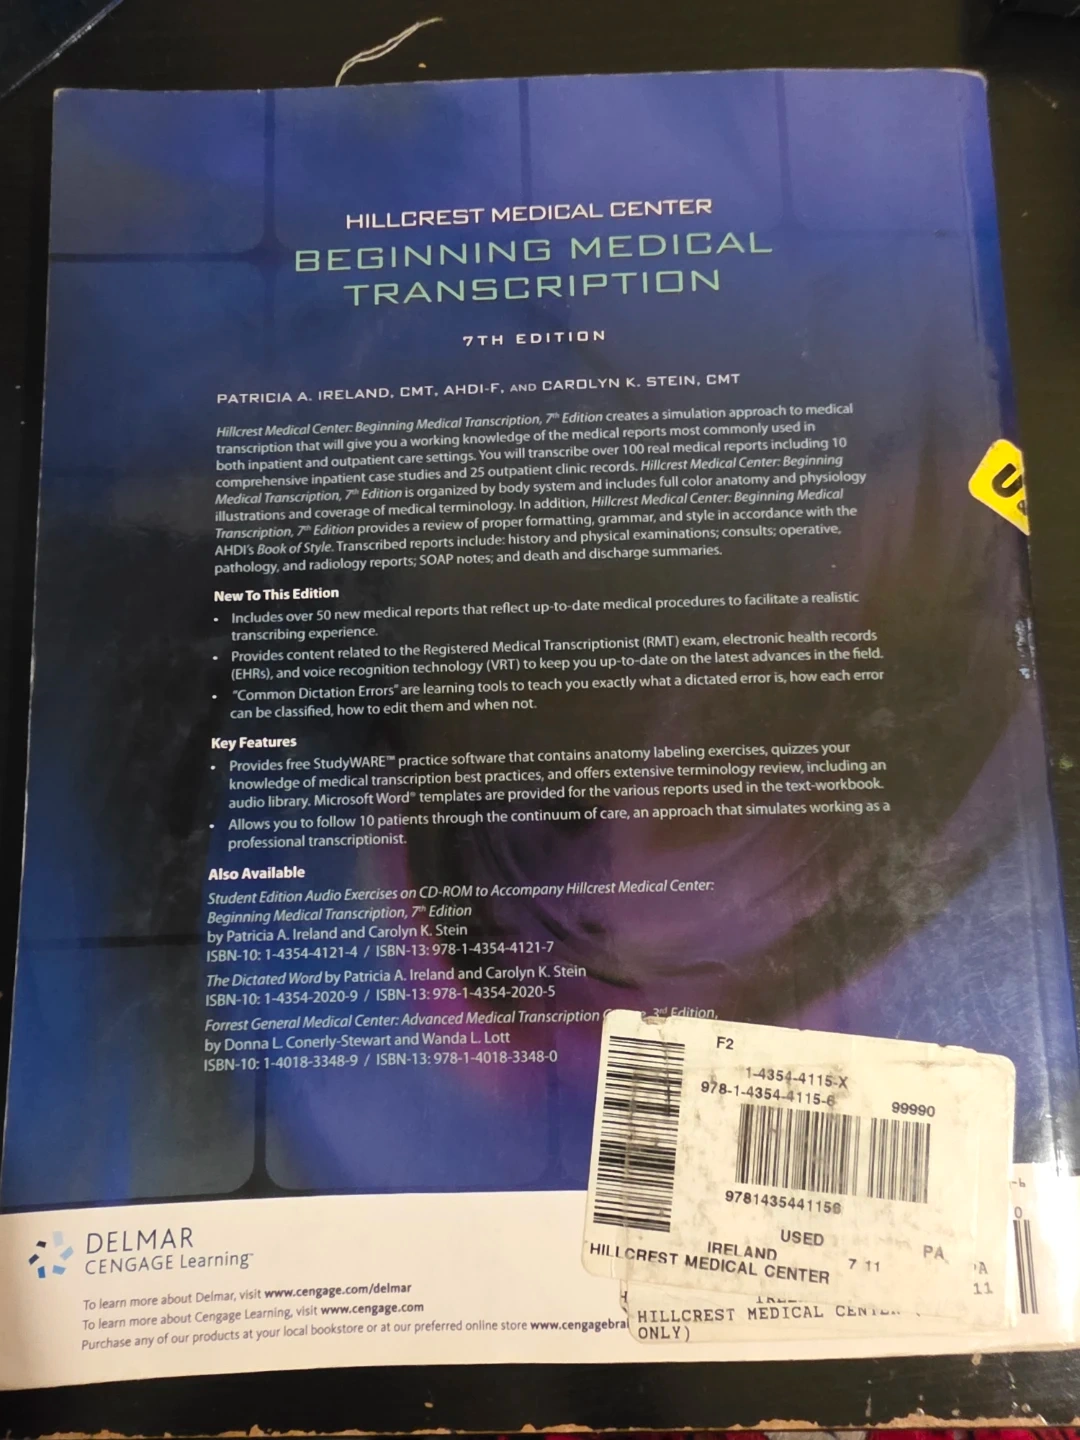 HILLCREST MEDICAL CENTER
BEGINNING MEDICAL
TRANSCRIPTION
7TH EDITION
PATRICIA A. IRELAND, CMT, AHDI-F, AND CAROLYN K. STEIN, CMT
Hillcrest Medical Center: Beginning Medical Transcription, 7th Edition creates a simulation approach to medical
transcription that will give you a working knowledge of the medical reports most commonly used in
both inpatient and outpatient care settings. You will transcribe over 100 real medical reports including 10
comprehensive inpatient case studies and 25 outpatient clinic records. Hillcrest Medical Center: Beginning
Medical Transcription, 7th Edition is organized by body system and includes full color anatomy and physiology
illustrations and coverage of medical terminology. In addition, Hillcrest Medical Center: Beginning Medical
Transcription, 7th Edition provides a review of proper formatting, grammar, and style in accordance with the
AHDI's Book of Style. Transcribed reports include: history and physical examinations; consults; operative,
pathology, and radiology reports; SOAP notes; and death and discharge summaries.
New To This Edition
• Includes over 50 new medical reports that reflect up-to-date medical procedures to facilitate a realistic
transcribing experience.
• Provides content related to the Registered Medical Transcriptionist (RMT) exam, electronic health records
(EHRs), and voice recognition technology (VRT) to keep you up-to-date on the latest advances in the field.
• "Common Dictation Errors" are learning tools to teach you exactly what a dictated error is, how each error
can be classified, how to edit them and when not.
Key Features
• Provides free StudyWARE™ practice software that contains anatomy labeling exercises, quizzes your
knowledge of medical transcription best practices, and offers extensive terminology review, including an
audio library. Microsoft Word® templates are provided for the various reports used in the text-workbook.
• Allows you to follow 10 patients through the continuum of care, an approach that simulates working as a
professional transcriptionist.
Also Available
Student Edition Audio Exercises on CD-ROM to Accompany Hillcrest Medical Center:
Beginning Medical Transcription, 7th Edition
by Patricia A. Ireland and Carolyn K. Stein
ISBN-10: 1-4354-4121-4 / ISBN-13: 978-1-4354-4121-7
The Dictated Word by Patricia A. Ireland and Carolyn K. Stein
ISBN-10: 1-4354-2020-9 / ISBN-13: 978-1-4354-2020-5
Forrest General Medical Center: Advanced Medical Transcription 3rd Edition,
by Donna L. Conerly-Stewart and Wanda L. Lott
ISBN-10: 1-4018-3348-9 / ISBN-13: 978-1-4018-3348-0
F2
1-4354-4115-X
978-1-4354-4115-6
99990
9781435441156
USED
IRELAND 7 11 PA
HILLCREST MEDICAL CENTER
11
HILLCREST MEDICAL
ONLY)
DELMAR
CENGAGE Learning™
To learn more about Delmar, visit www.cengage.com/delmar
To learn more about Cengage Learning, visit www.cengage.com
Purchase any of our products at your local bookstore or at our preferred online store www.cengagebrai